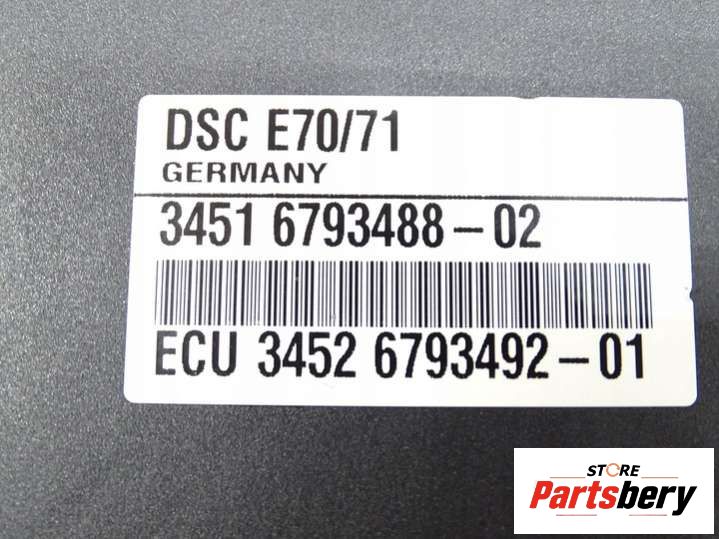 DSC E70/71
GERMANY
3451 6793488-02
ECU 3452 6793492-01
STORE
Partsbery